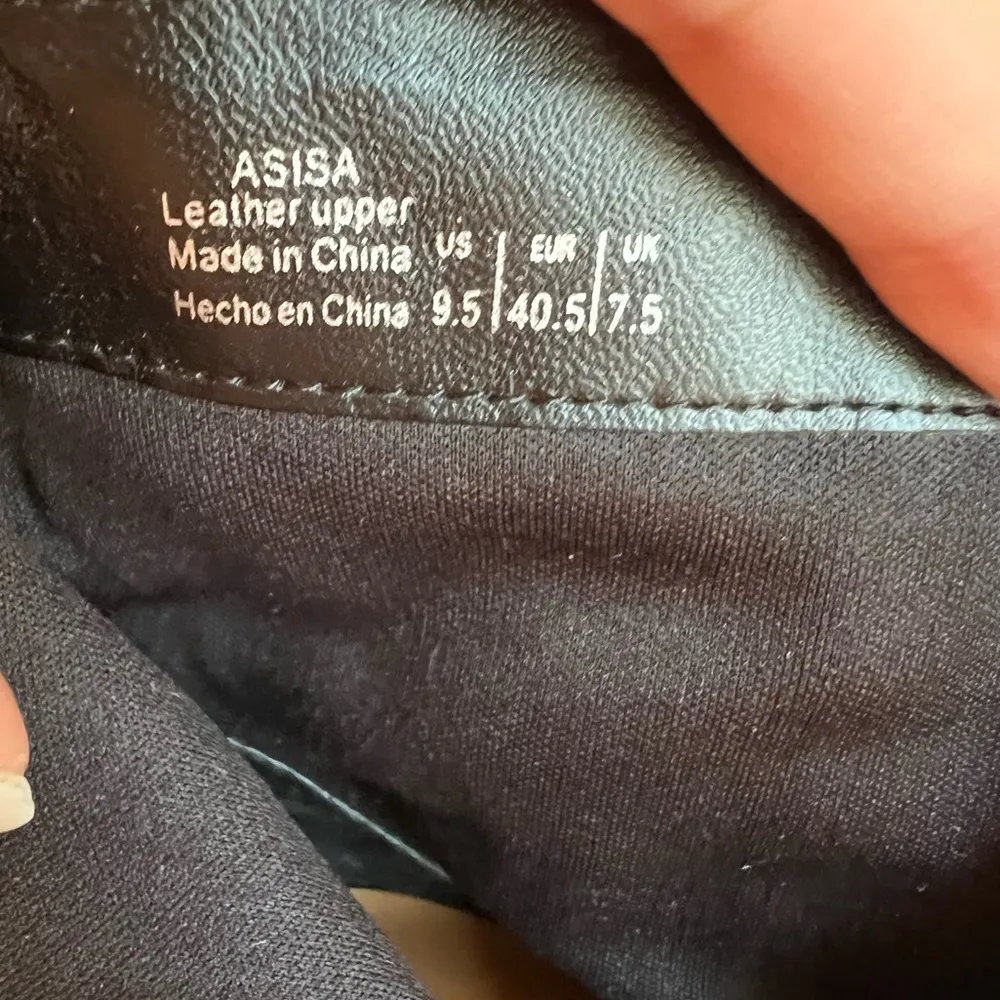 ASISA
Leather upper
Made in China US | EUR | UK
Hecho en China 9.5 | 40.5 | 7.5